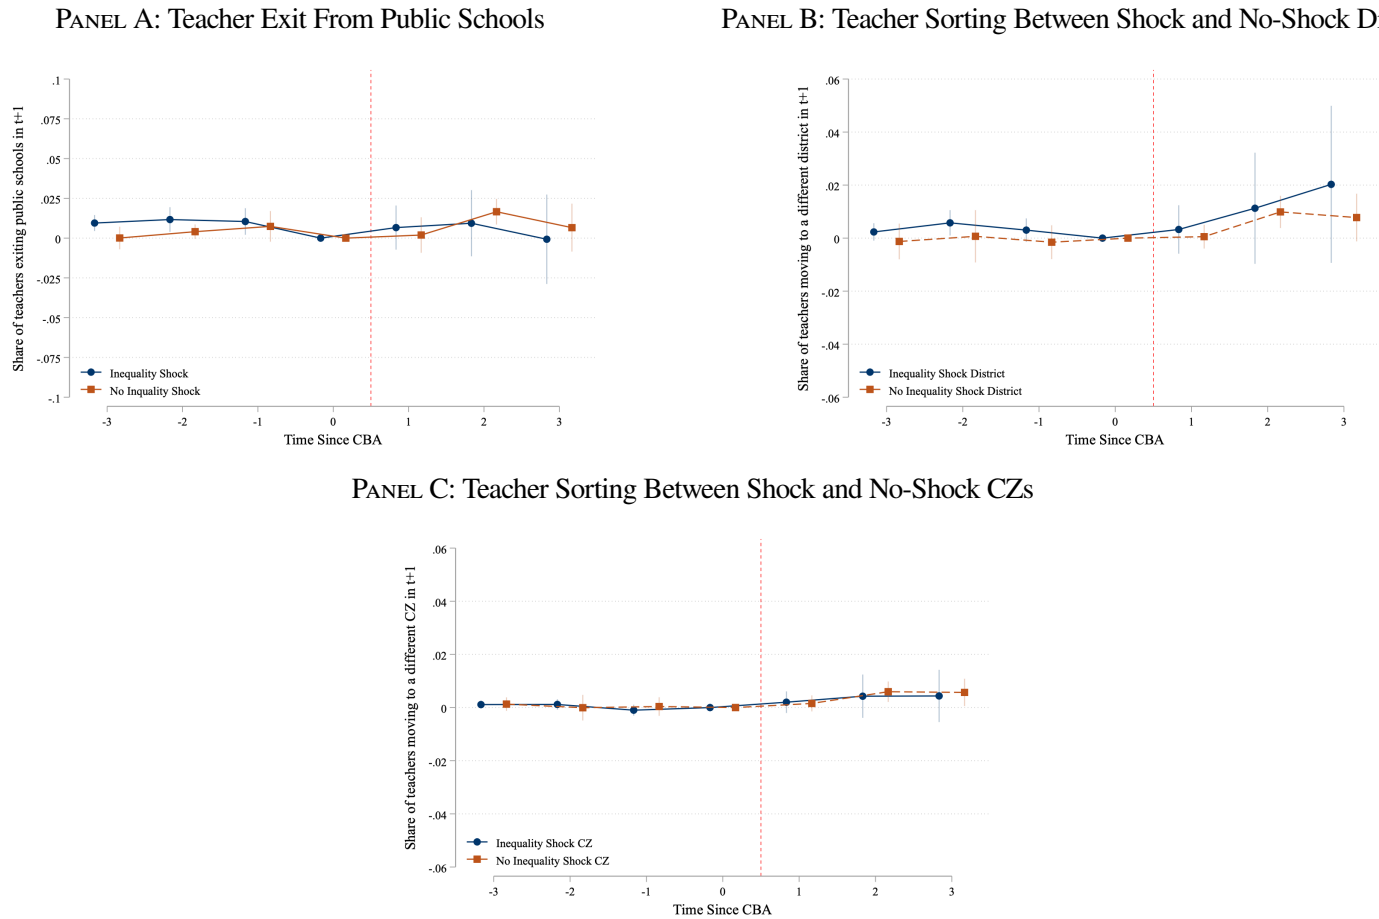 PANEL A: Teacher Exit From Public Schools
Share of teachers exiting public schools in t+1
.1
.075
.05
.025
0
-.025
-.05
-.075
-.1
Inequality Shock
No Inquality Shock
-3 -2 -1 0 1 2 3
Time Since CBA
PANEL B: Teacher Sorting Between Shock and No-Shock Di
Share of teachers moving to a different district in t+1
.06
.04
.02
0
-.02
-.04
-.06
Inequality Shock District
No Inequality Shock District
-3 -2 -1 0 1 2 3
Time Since CBA
PANEL C: Teacher Sorting Between Shock and No-Shock CZs
Share of teachers moving to a different CZ in t+1
.06
.04
.02
0
-.02
-.04
-.06
Inequality Shock CZ
No Inequality Shock CZ
-3 -2 -1 0 1 2 3
Time Since CBA